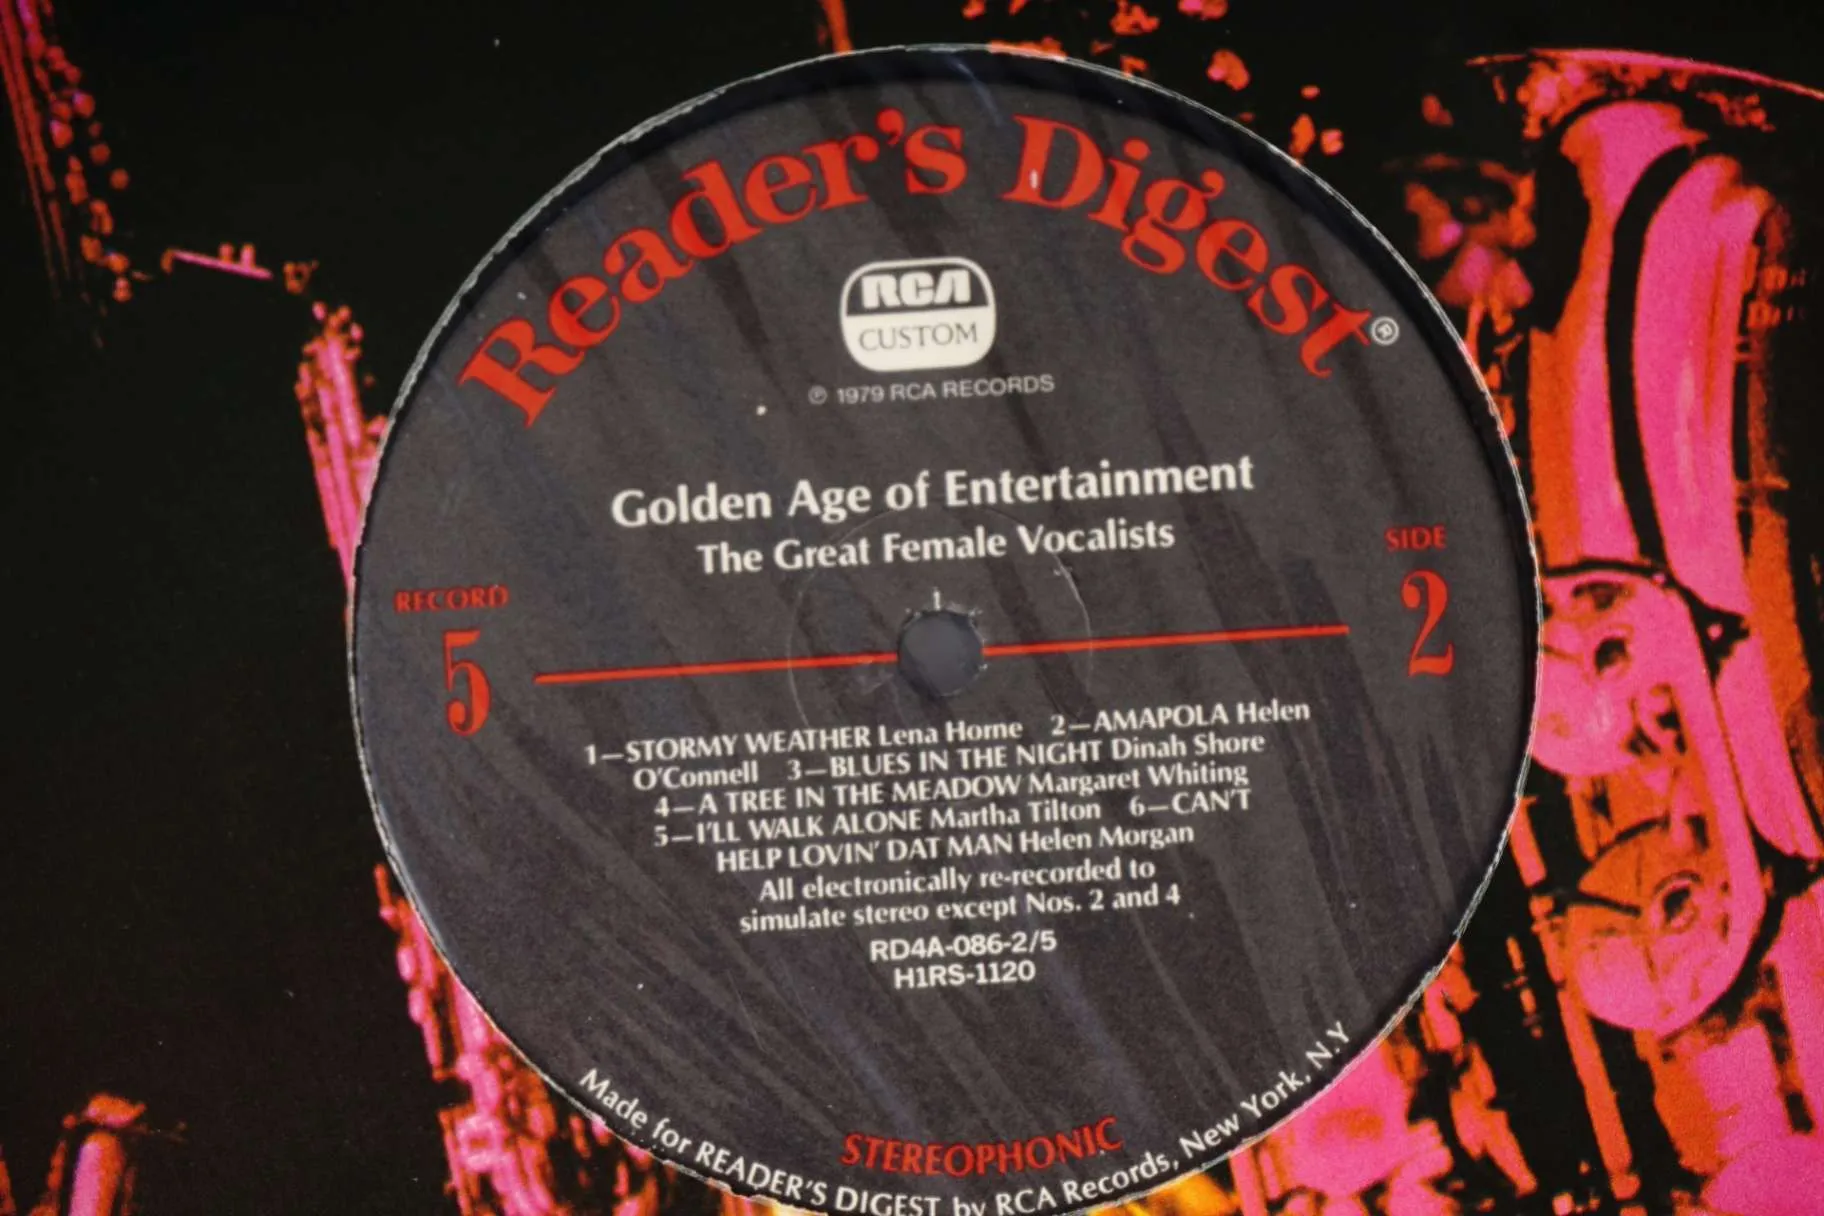 Reader's Digest®
RCA
CUSTOM
℗ 1979 RCA RECORDS
Golden Age of Entertainment
The Great Female Vocalists
RECORD
5
SIDE
2
1—STORMY WEATHER Lena Horne 2—AMAPOLA Helen
O'Connell 3—BLUES IN THE NIGHT Dinah Shore
4—A TREE IN THE MEADOW Margaret Whiting
5—I'LL WALK ALONE Martha Tilton 6—CAN'T
HELP LOVIN' DAT MAN Helen Morgan
All electronically re-recorded to
simulate stereo except Nos. 2 and 4
RD4A-086-2/5
H1RS-1120
STEREOPHONIC
Made for READER'S DIGEST by RCA Records, New York, N.Y